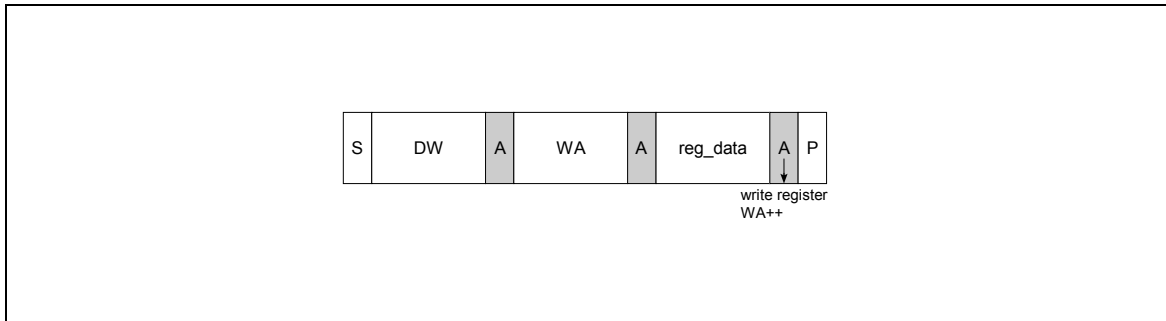 S DW A WA A reg_data A P
write register
WA++